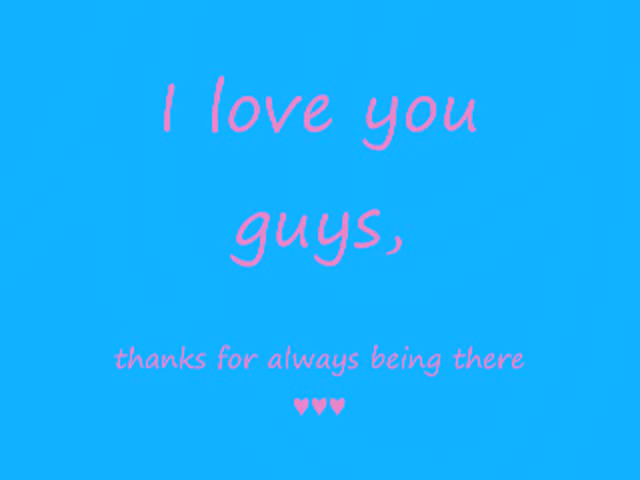 I love you
guys,
thanks for always being there
♥♥♥